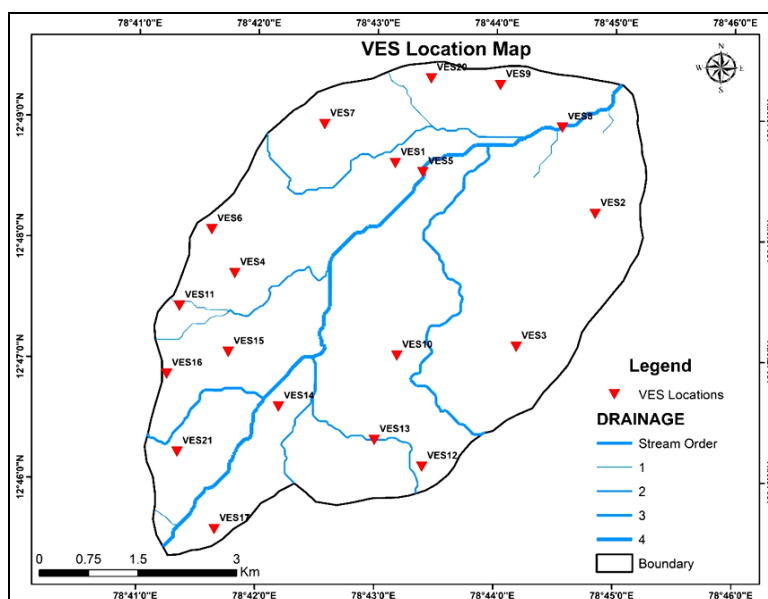 78°41'0"E 78°42'0"E 78°43'0"E 78°44'0"E 78°45'0"E 78°46'0"E
VES Location Map
N
W E
S
VES20
VES9
12°49'0"N
VES7
VES8
VES1
VES5
VES2
VES6
12°48'0"N
VES4
VES11
VES15
VES3
VES10
12°47'0"N
VES16
Legend
VES Locations
VES14
DRAINAGE
VES13
Stream Order
VES21
VES12
12°46'0"N
1
2
VES17
3
4
0 0.75 1.5 3
Km
Boundary
78°41'0"E 78°42'0"E 78°43'0"E 78°44'0"E 78°45'0"E 78°46'0"E